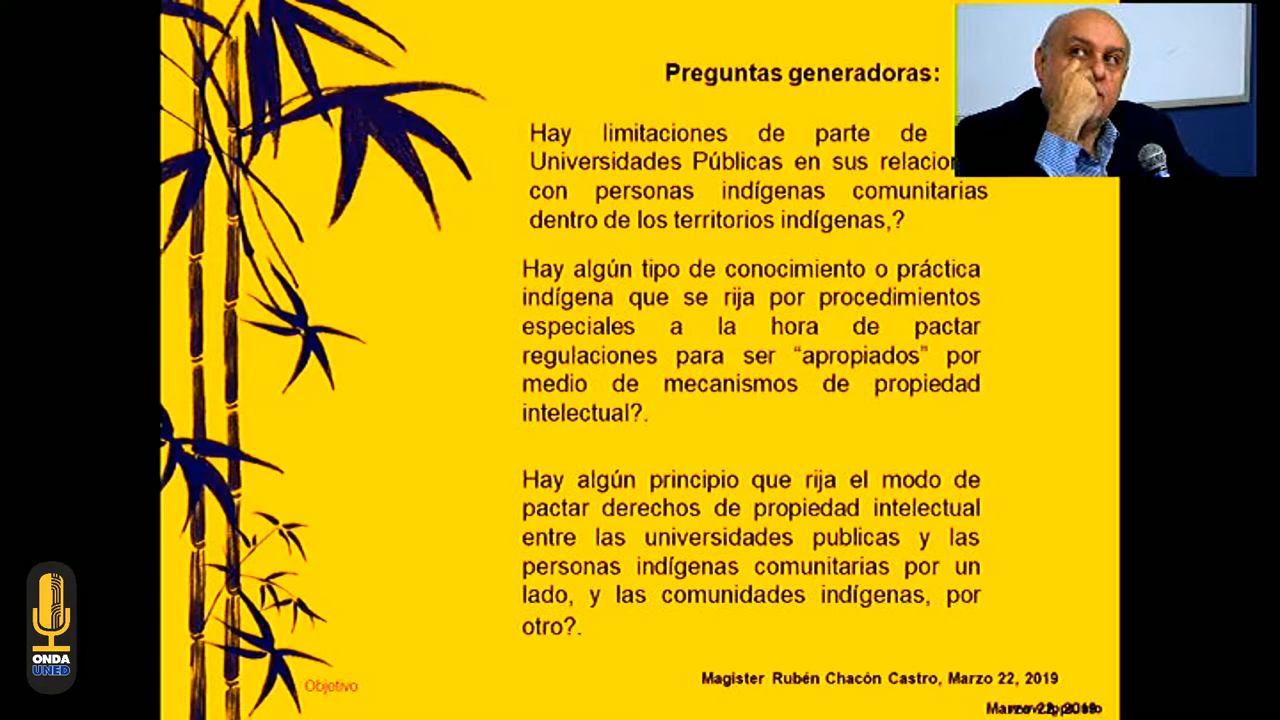 Preguntas generadoras:
Hay limitaciones de parte de
Universidades Públicas en sus
con personas indígenas comunitarias
dentro de los territorios indígenas,?
Hay algún tipo de conocimiento o práctica
indígena que se rija por procedimientos
especiales a la hora de pactar
regulaciones para ser “apropiados” por
medio de mecanismos de propiedad
intelectual?.
Hay algún principio que rija el modo de
pactar derechos de propiedad intelectual
entre las universidades publicas y las
personas indígenas comunitarias por un
lado, y las comunidades indígenas, por
otro?.
Magister Rubén Chacón Castro, Marzo 22, 2019
Objetivo
ONDA
UNED